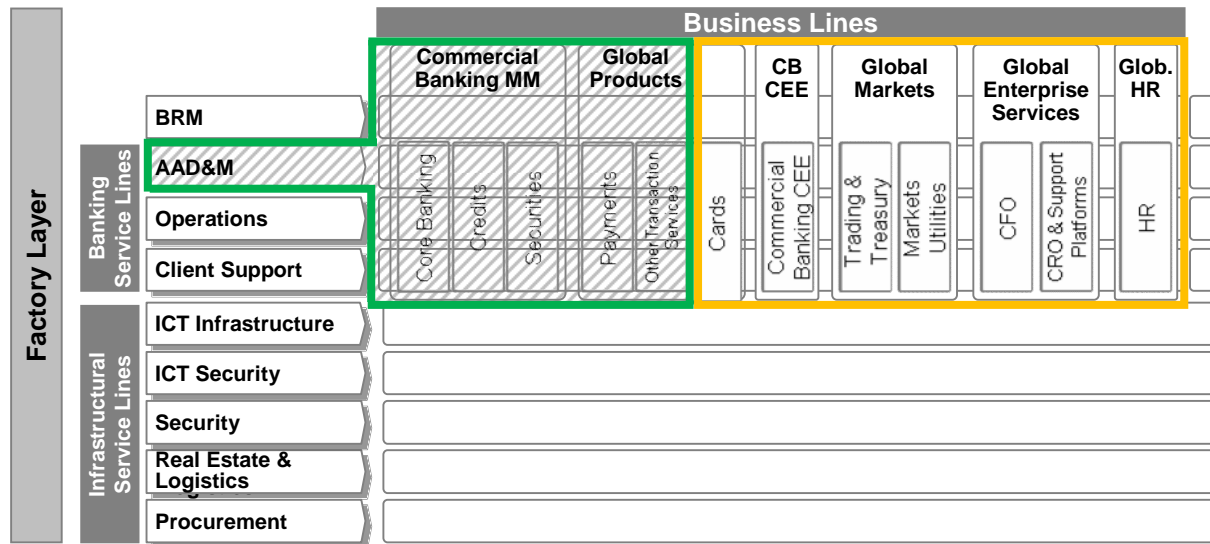 Business Lines
Commercial
Banking MM
Global
Products
CB
CEE
Global
Markets
Global
Enterprise
Services
Glob.
HR
Factory Layer
Banking
Service Lines
BRM
AAD&M
Operations
Client Support
Core Banking
Credits
Securities
Payments
Other Transaction
Services
Cards
Commercial
Banking CEE
Trading &
Treasury
Markets
Utilities
CFO
CRO & Support
Platforms
HR
Infrastructural
Service Lines
ICT Infrastructure
ICT Security
Security
Real Estate &
Logistics
Procurement